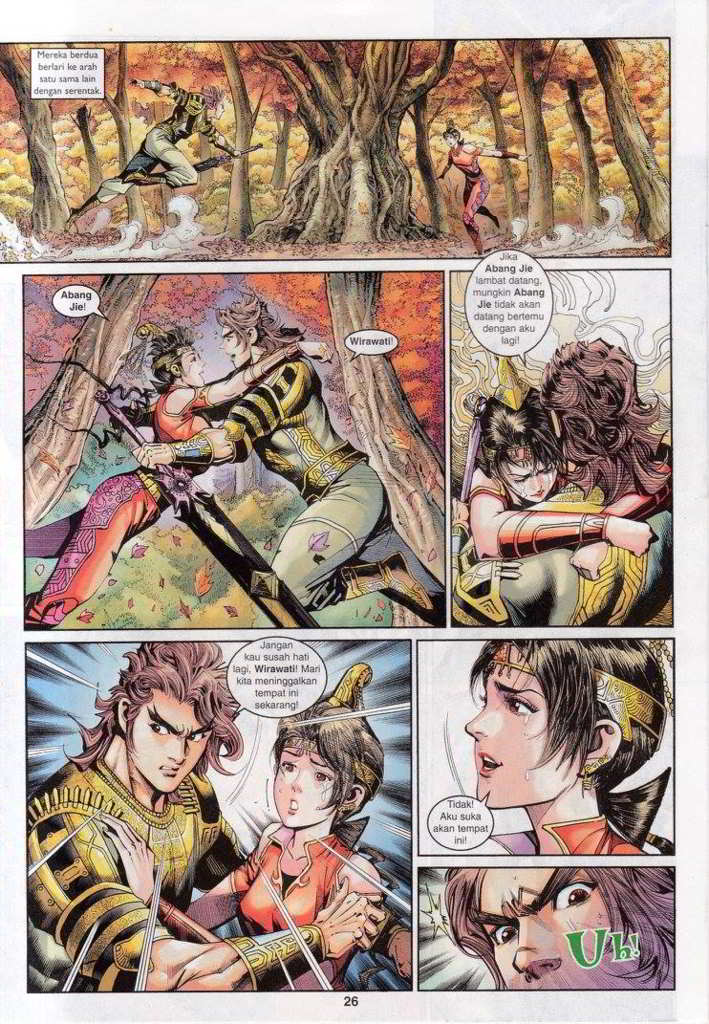 Mereka berdua
berlari ke arah
satu sama lain
dengan serentak.
Abang
Jie!
Wirawati!
Jika
Abang Jie
lambat datang,
mungkin Abang
Jie tidak akan
datang bertemu
dengan aku
lagi!
Jangan
kau susah hati
lagi, Wirawati! Mari
kita meninggalkan
tempat ini
sekarang!
Tidak!
Aku suka
akan tempat
ini!
Uh!
26